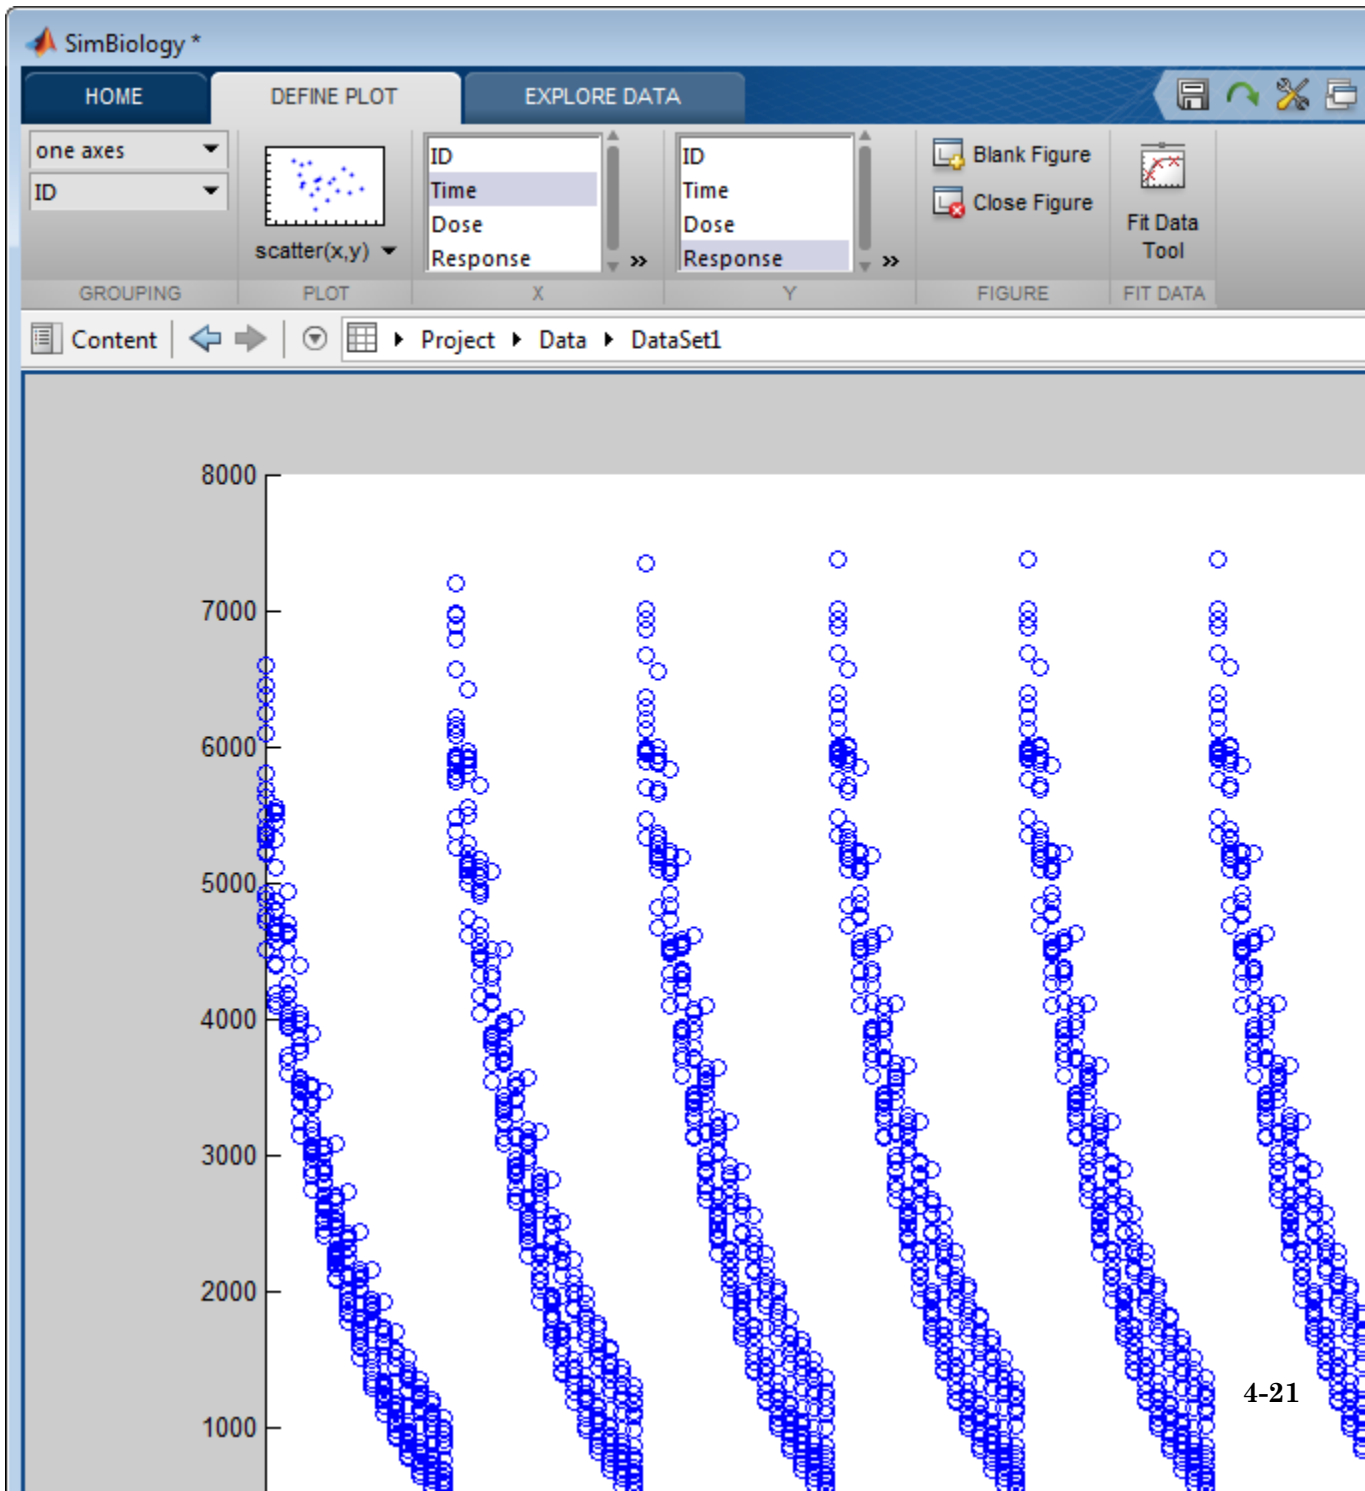 SimBiology *
HOME
DEFINE PLOT
EXPLORE DATA
one axes
ID
scatter(x,y)
ID
Time
Dose
Response
»
ID
Time
Dose
Response
»
Blank Figure
Close Figure
Fit Data
Tool
GROUPING
PLOT
X
Y
FIGURE
FIT DATA
Content
Project
Data
DataSet1
8000
7000
6000
5000
4000
3000
2000
1000
4-21